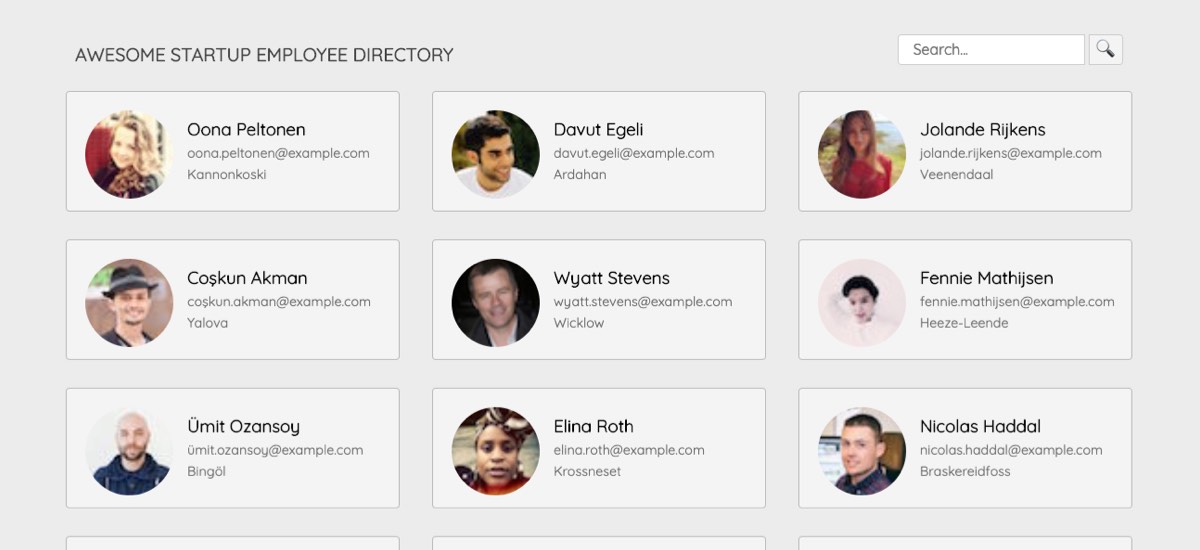 AWESOME STARTUP EMPLOYEE DIRECTORY
Search...
Oona Peltonen
oona.peltonen@example.com
Kannonkoski
Davut Egeli
davut.egeli@example.com
Ardahan
Jolande Rijkens
jolande.rijkens@example.com
Veenendaal
Coşkun Akman
coşkun.akman@example.com
Yalova
Wyatt Stevens
wyatt.stevens@example.com
Wicklow
Fennie Mathijsen
fennie.mathijsen@example.com
Heeze-Leende
Ümit Ozansoy
ümit.ozansoy@example.com
Bingöl
Elina Roth
elina.roth@example.com
Krossneset
Nicolas Haddal
nicolas.haddal@example.com
Braskereidfoss